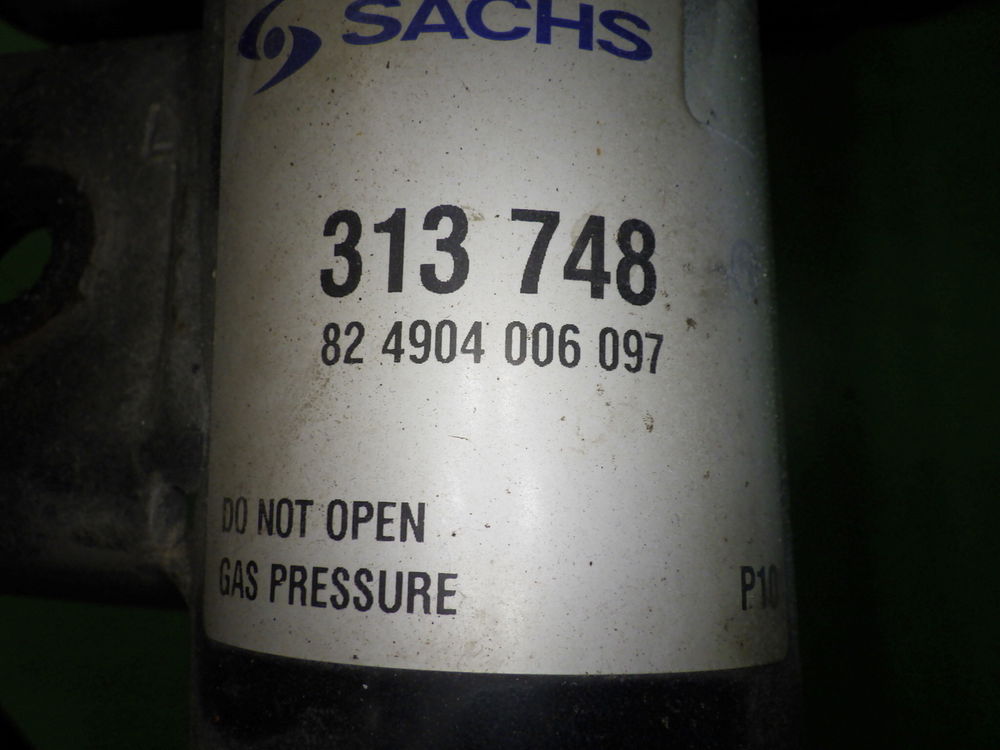 SACHS
313 748
82 4904 006 097
DO NOT OPEN
GAS PRESSURE
P10